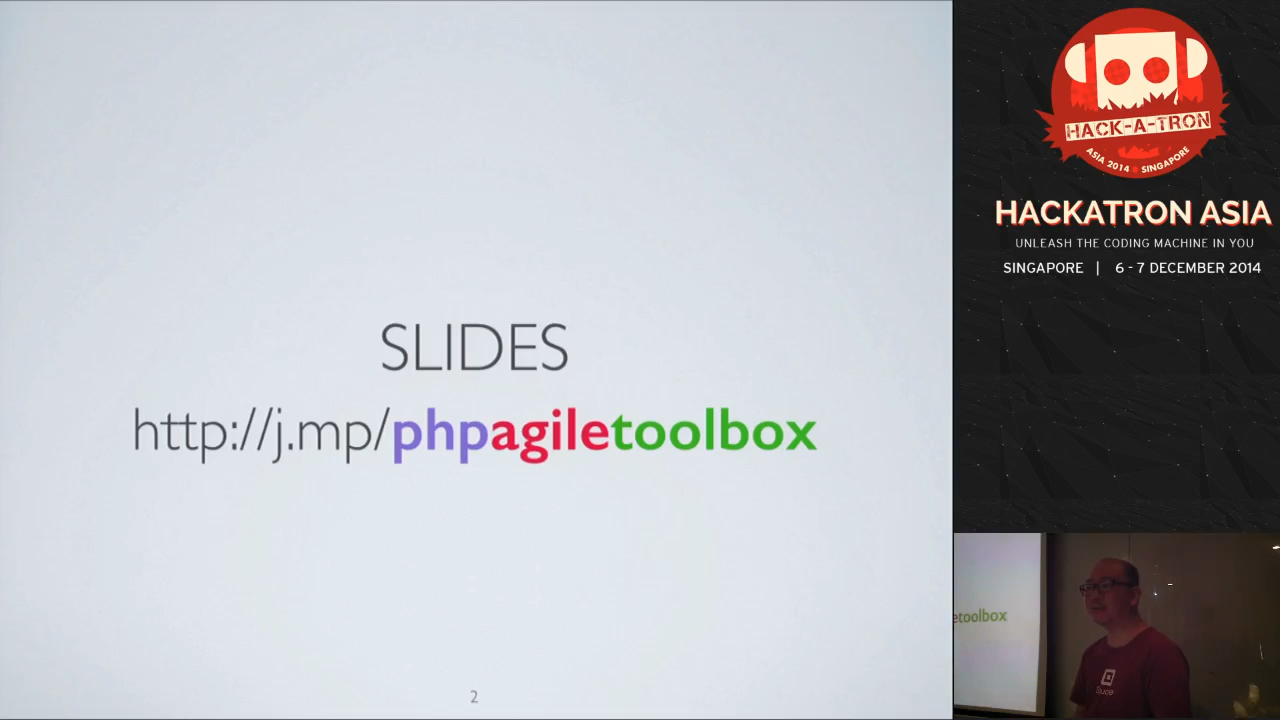 SLIDES
http://j.mp/phpagiletoolbox
2
HACK-A-TRON
ASIA 2014 SINGAPORE
HACKATRON ASIA
UNLEASH THE CODING MACHINE IN YOU
SINGAPORE | 6 - 7 DECEMBER 2014
etoolbox